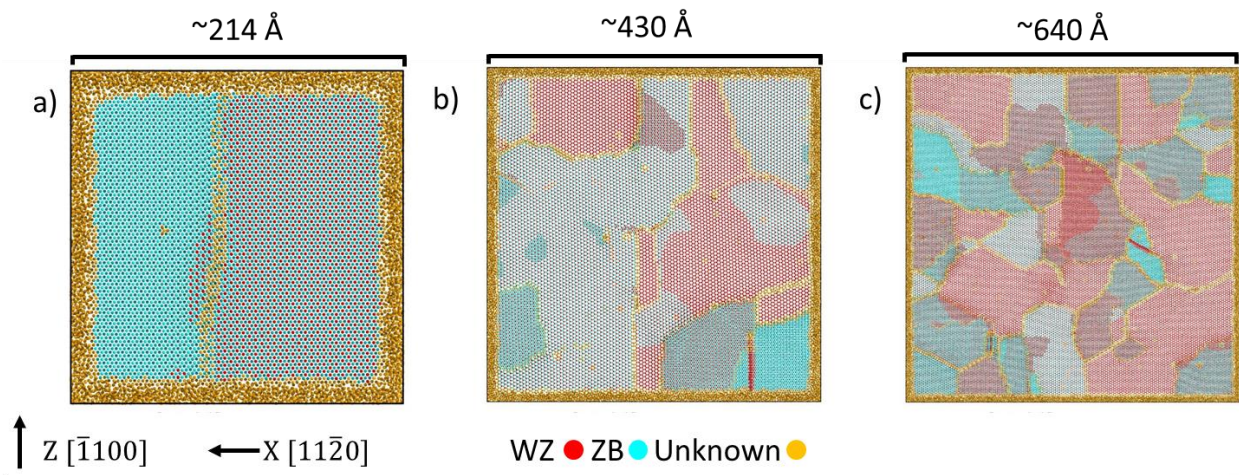 ~214 Å
~430 Å
~640 Å
a)
b)
c)
Z [1̅100]
X [112̅0]
WZ ZB Unknown